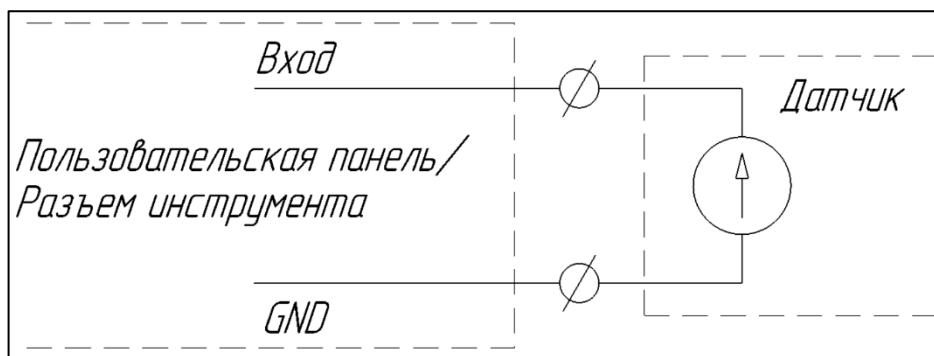 Вход
Датчик
Пользовательская панель/
Разъем инструмента
GND